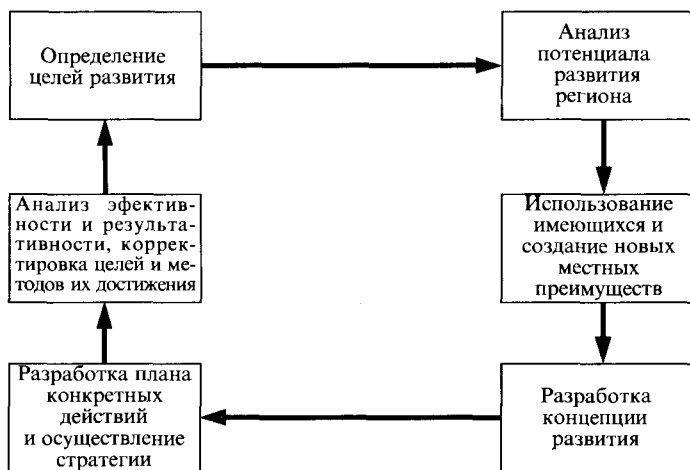 Определение
целей развития
Анализ
потенциала
развития
региона
Использование
имеющихся и
создание новых
местных
преимуществ
Разработка
концепции
развития
Разработка плана
конкретных
действий
и осуществление
стратегии
Анализ эфектив-
ности и результа-
тивности, коррек-
тировка целей и ме-
тодов их достижения